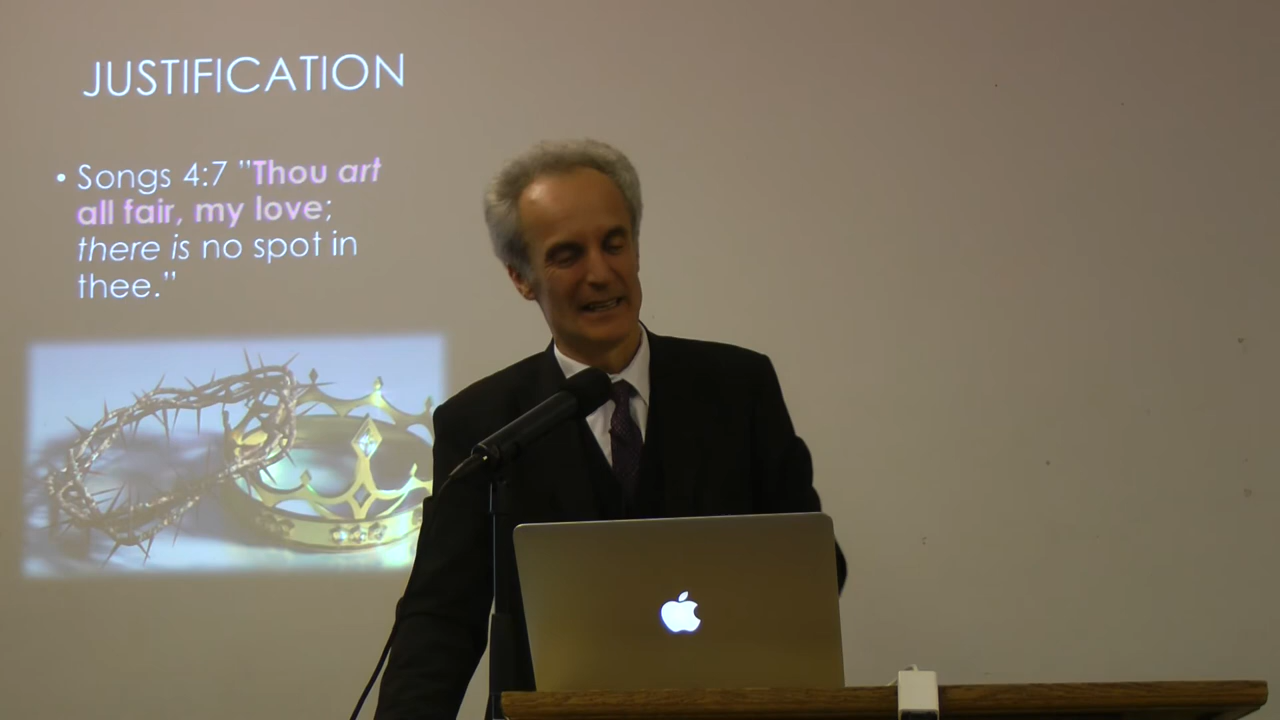 JUSTIFICATION
• Songs 4:7 "Thou art
all fair, my love;
there is no spot in
thee."